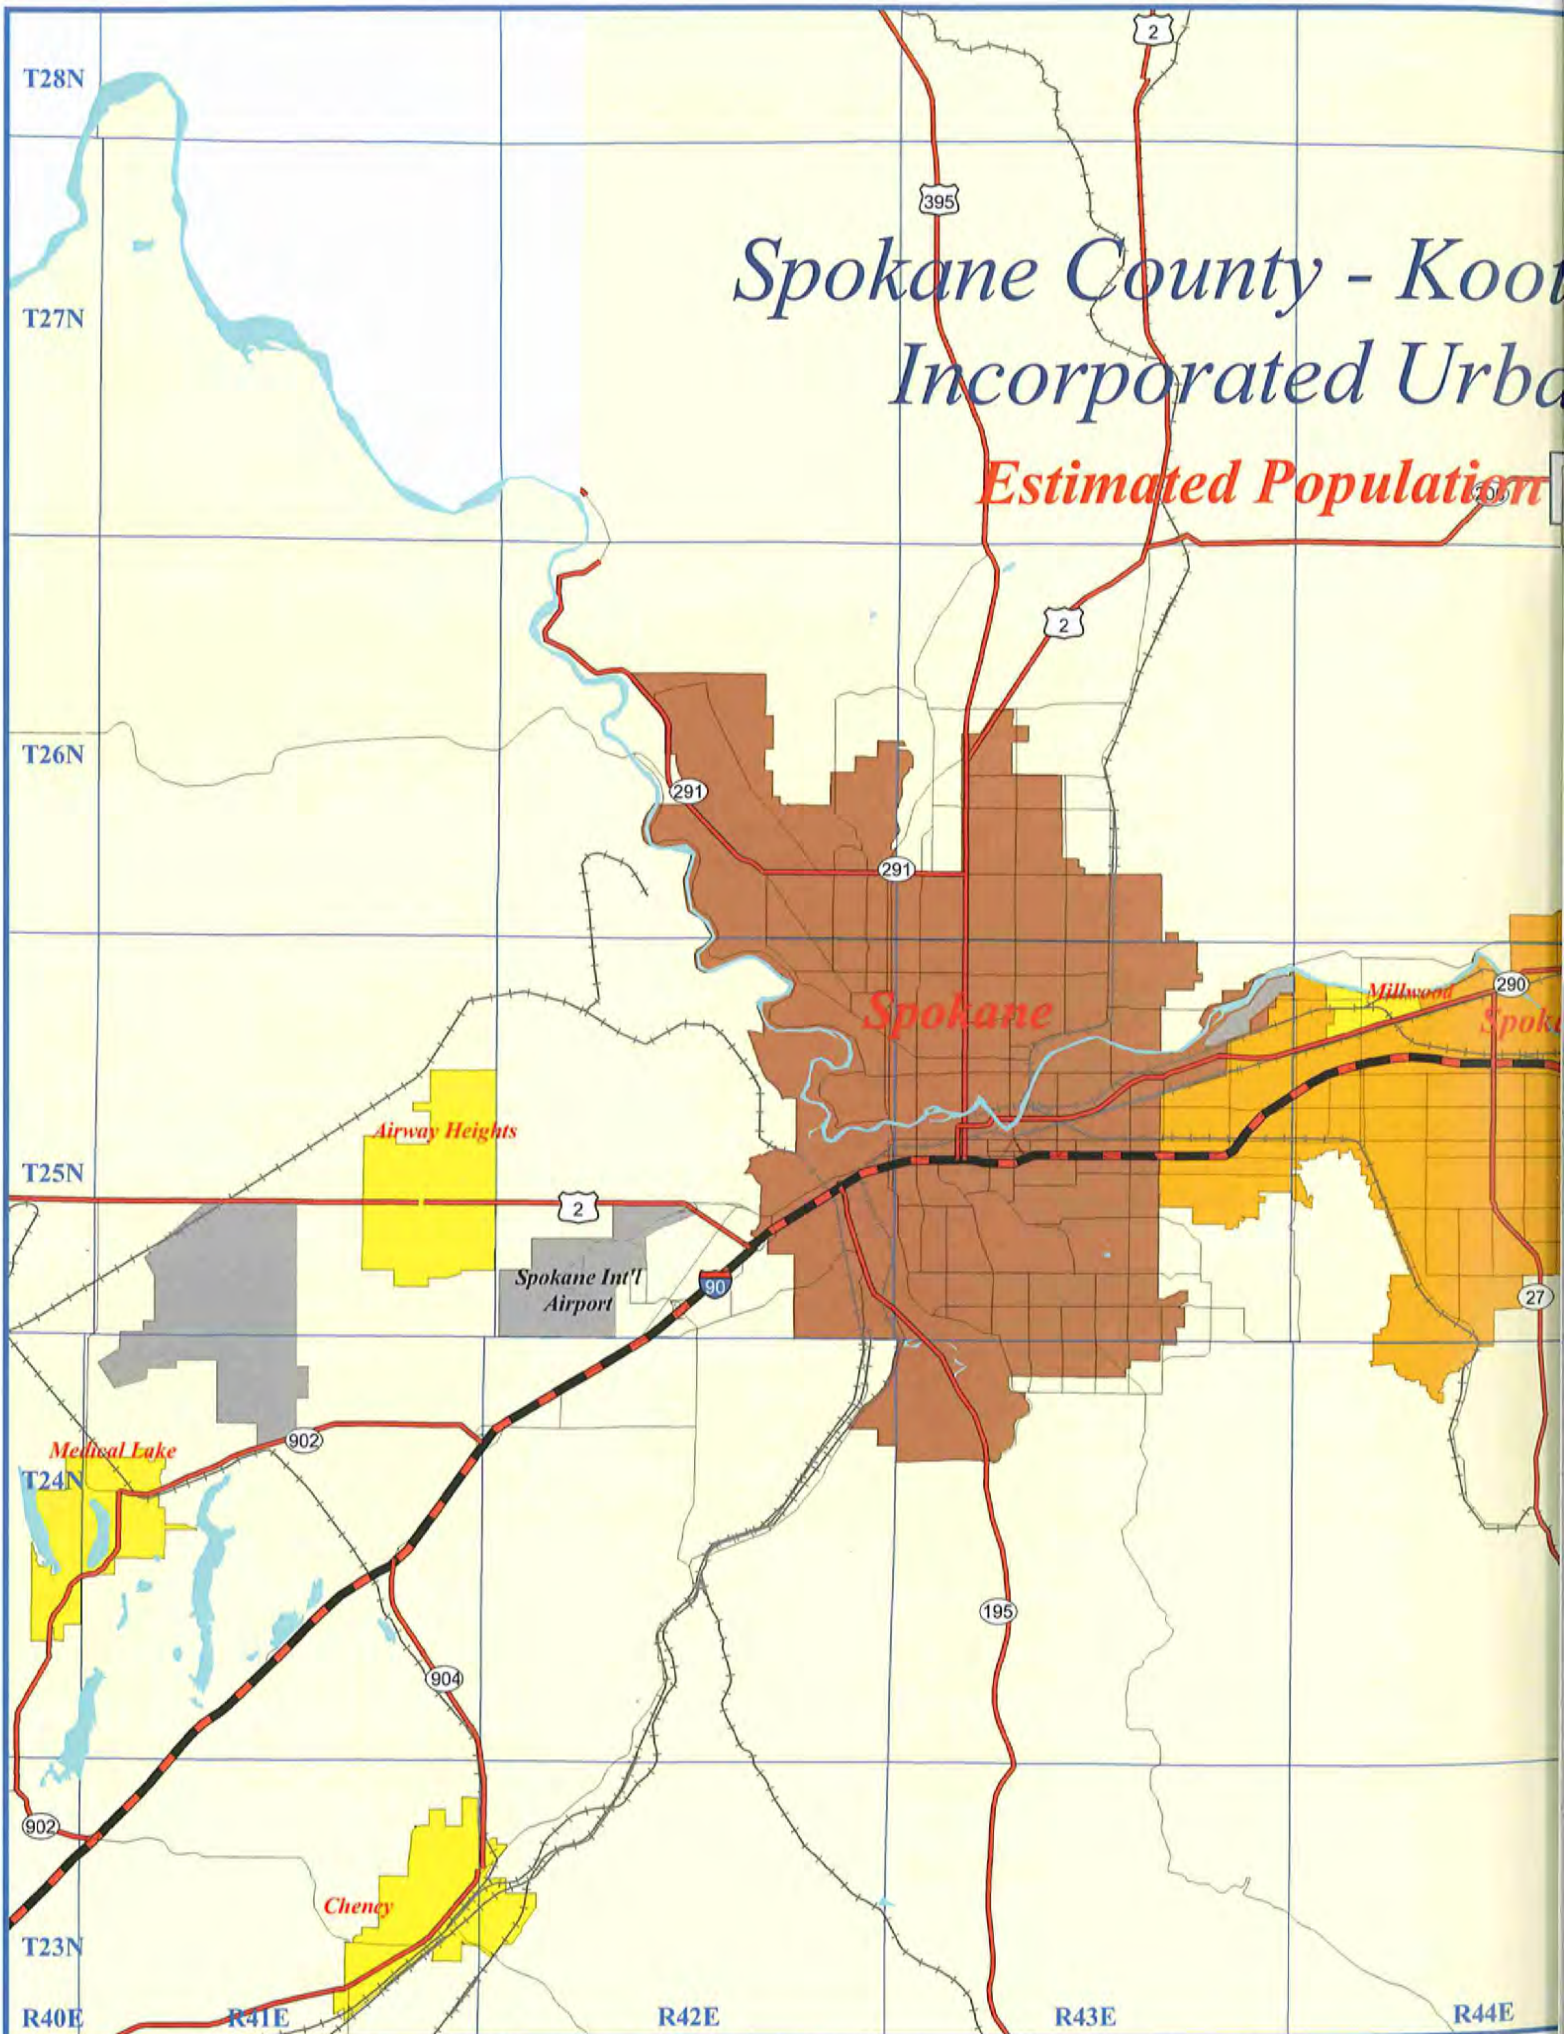 2
T28N
395
Spokane County - Koot
T27N
Incorporated Urba
Estimated Population
2
T26N
291
291
290
Millwood
Spokane
Spok
Airway Heights
T25N
2
Spokane Int'l
Airport
90
27
902
Medical Lake
T24N
195
904
902
Cheney
T23N
R40E
R41E
R42E
R43E
R44E